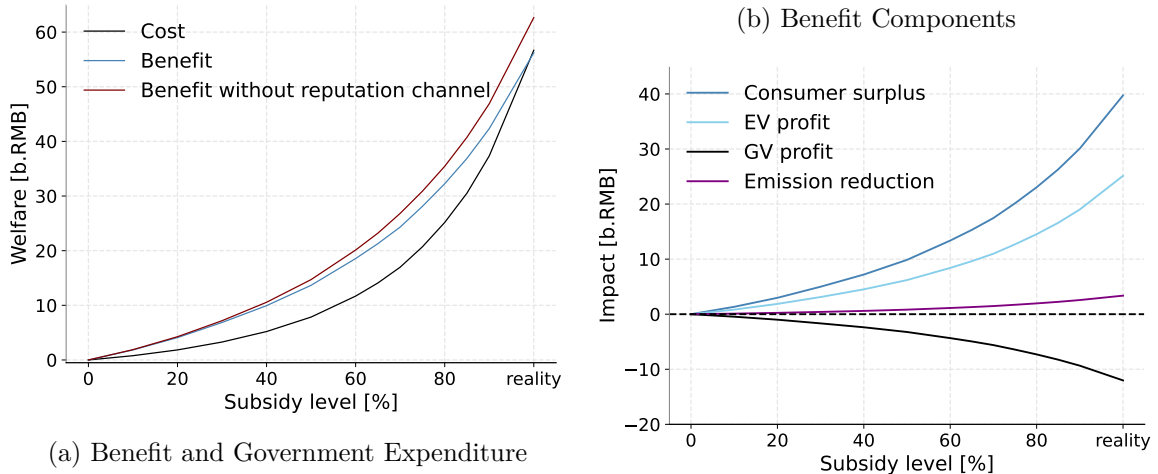 60
50
40
30
20
10
0
Welfare [b.RMB]
Cost
Benefit
Benefit without reputation channel
0
20
40
60
80
reality
Subsidy level [%]
(a) Benefit and Government Expenditure
(b) Benefit Components
40
30
20
10
0
−10
−20
Impact [b.RMB]
Consumer surplus
EV profit
GV profit
Emission reduction
0
20
40
60
80
reality
Subsidy level [%]